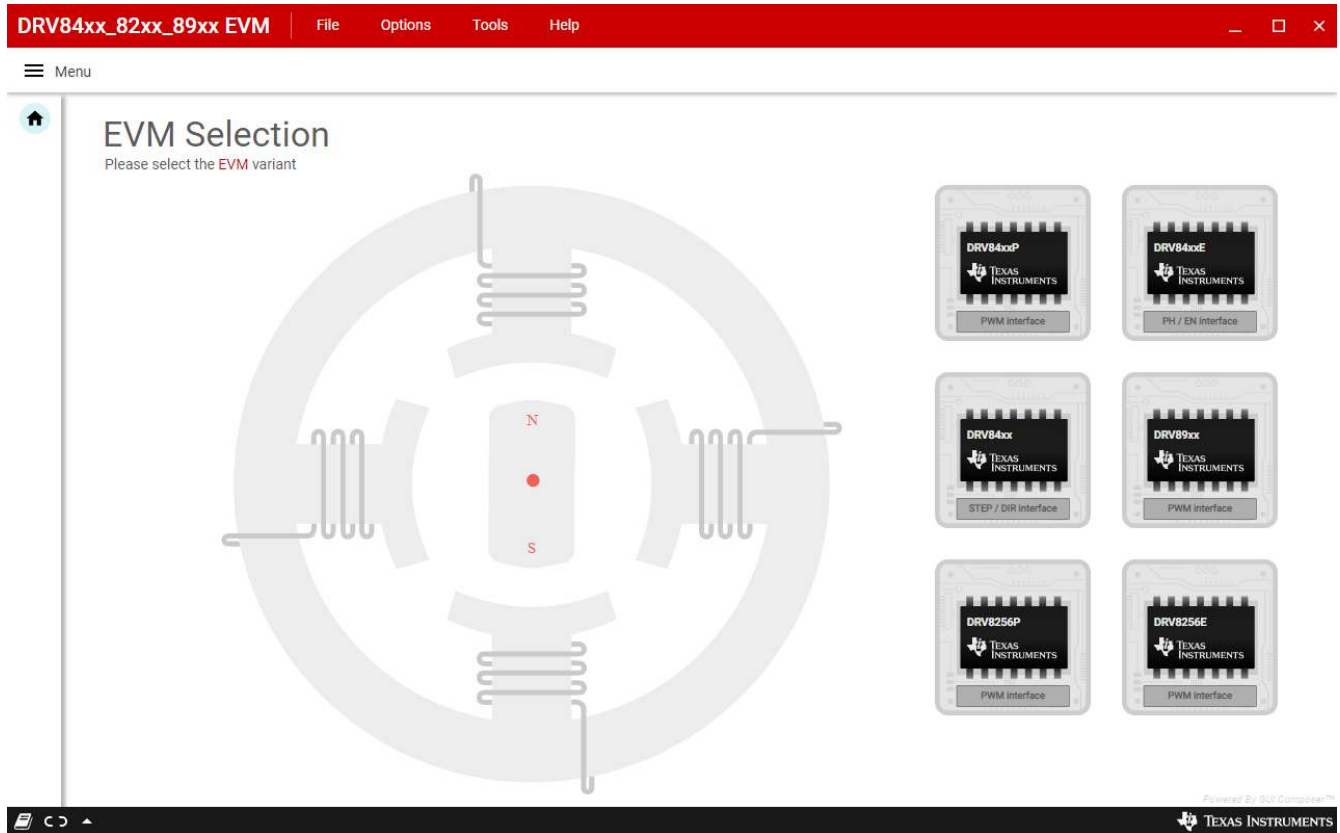 DRV84xx_82xx_89xx EVM File Options Tools Help
Menu
EVM Selection
Please select the EVM variant
N
S
DRV84xxP
TEXAS
INSTRUMENTS
PWM interface
DRV84xxE
TEXAS
INSTRUMENTS
PH / EN interface
DRV84xx
TEXAS
INSTRUMENTS
STEP / DIR interface
DRV89xx
TEXAS
INSTRUMENTS
PWM interface
DRV8256P
TEXAS
INSTRUMENTS
PWM interface
DRV8256E
TEXAS
INSTRUMENTS
PWM interface
Powered By GUI Composer™
TEXAS INSTRUMENTS